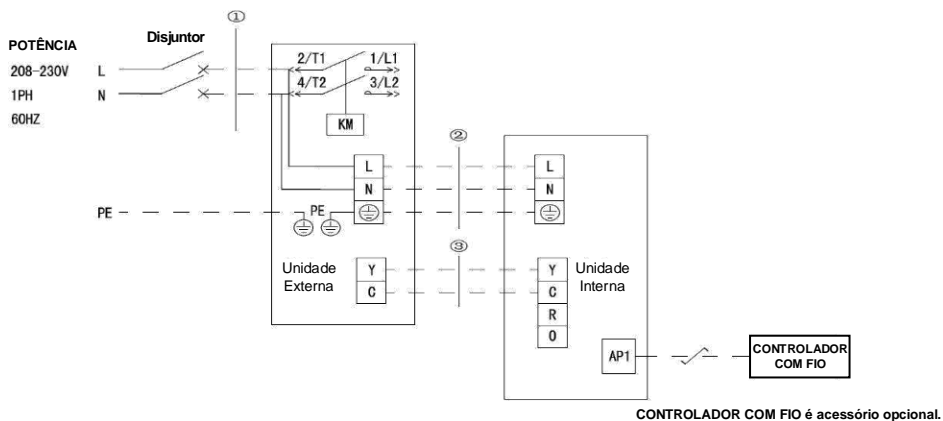 ①
POTÊNCIA
208-230V
1PH
60HZ
L
N
Disjuntor
2/T1 1/L1
4/T2 3/L2
KM
②
L
N
L
N
PE
PE
③
Unidade
Externa
Y
C
Y
C
R
O
Unidade
Interna
AP1
CONTROLADOR
COM FIO
CONTROLADOR COM FIO é acessório opcional.